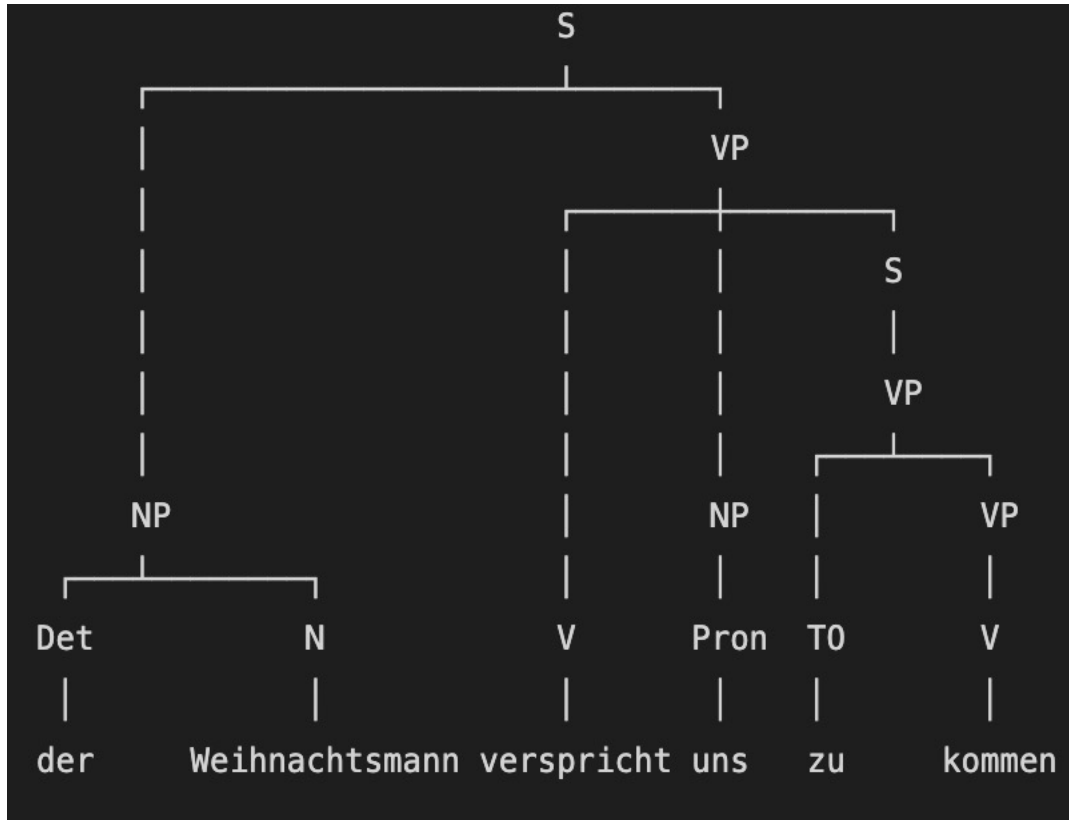 S
VP
S
VP
NP NP VP
Det N V Pron TO V
der Weihnachtsmann verspricht uns zu kommen